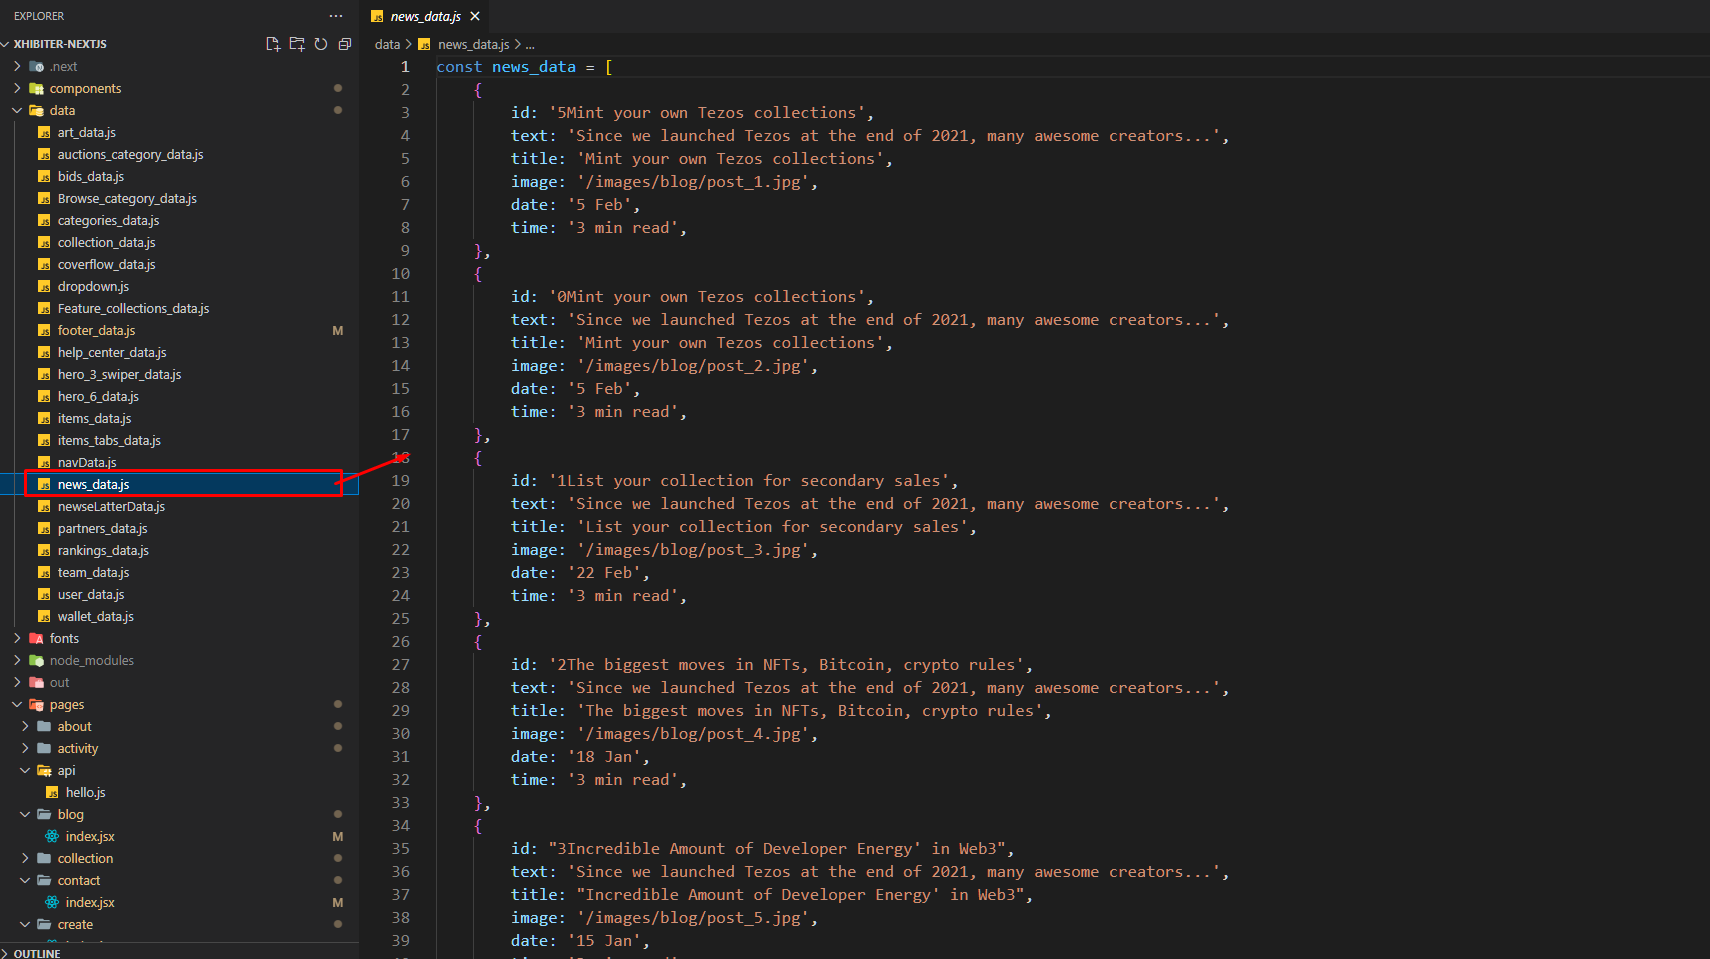 EXPLORER
XHIBITER-NEXTJS
.next
components
data
art_data.js
auctions_category_data.js
bids_data.js
Browse_category_data.js
categories_data.js
collection_data.js
coverflow_data.js
dropdown.js
Feature_collections_data.js
footer_data.js M
help_center_data.js
hero_3_swiper_data.js
hero_6_data.js
items_data.js
items_tabs_data.js
navData.js
news_data.js
newseLatterData.js
partners_data.js
rankings_data.js
team_data.js
user_data.js
wallet_data.js
fonts
node_modules
out
pages
about
activity
api
hello.js
blog
index.jsx M
collection
contact
index.jsx M
create
OUTLINE
news_data.js
data > news_data.js > ...
1 const news_data = [
2 {
3 id: '5Mint your own Tezos collections',
4 text: 'Since we launched Tezos at the end of 2021, many awesome creators...',
5 title: 'Mint your own Tezos collections',
6 image: '/images/blog/post_1.jpg',
7 date: '5 Feb',
8 time: '3 min read',
9 },
10 {
11 id: '0Mint your own Tezos collections',
12 text: 'Since we launched Tezos at the end of 2021, many awesome creators...',
13 title: 'Mint your own Tezos collections',
14 image: '/images/blog/post_2.jpg',
15 date: '5 Feb',
16 time: '3 min read',
17 },
18 {
19 id: '1List your collection for secondary sales',
20 text: 'Since we launched Tezos at the end of 2021, many awesome creators...',
21 title: 'List your collection for secondary sales',
22 image: '/images/blog/post_3.jpg',
23 date: '22 Feb',
24 time: '3 min read',
25 },
26 {
27 id: '2The biggest moves in NFTs, Bitcoin, crypto rules',
28 text: 'Since we launched Tezos at the end of 2021, many awesome creators...',
29 title: 'The biggest moves in NFTs, Bitcoin, crypto rules',
30 image: '/images/blog/post_4.jpg',
31 date: '18 Jan',
32 time: '3 min read',
33 },
34 {
35 id: "3Incredible Amount of Developer Energy' in Web3",
36 text: 'Since we launched Tezos at the end of 2021, many awesome creators...',
37 title: "Incredible Amount of Developer Energy' in Web3",
38 image: '/images/blog/post_5.jpg',
39 date: '15 Jan',